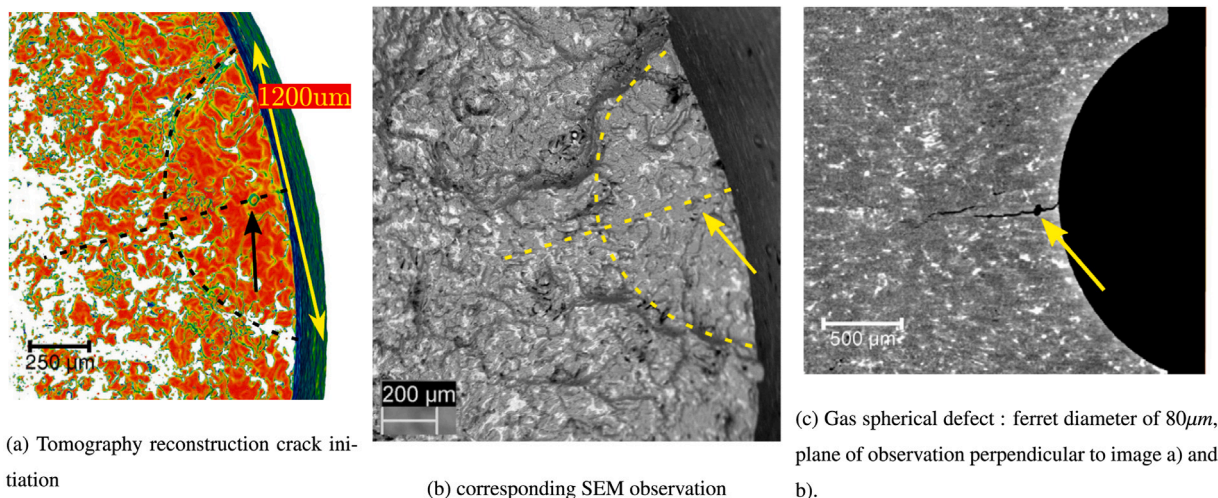 1200um
250 μm
(a) Tomography reconstruction crack ini-
tiation
200 μm
(b) corresponding SEM observation
500 μm
(c) Gas spherical defect : ferret diameter of 80μm,
plane of observation perpendicular to image a) and
b).